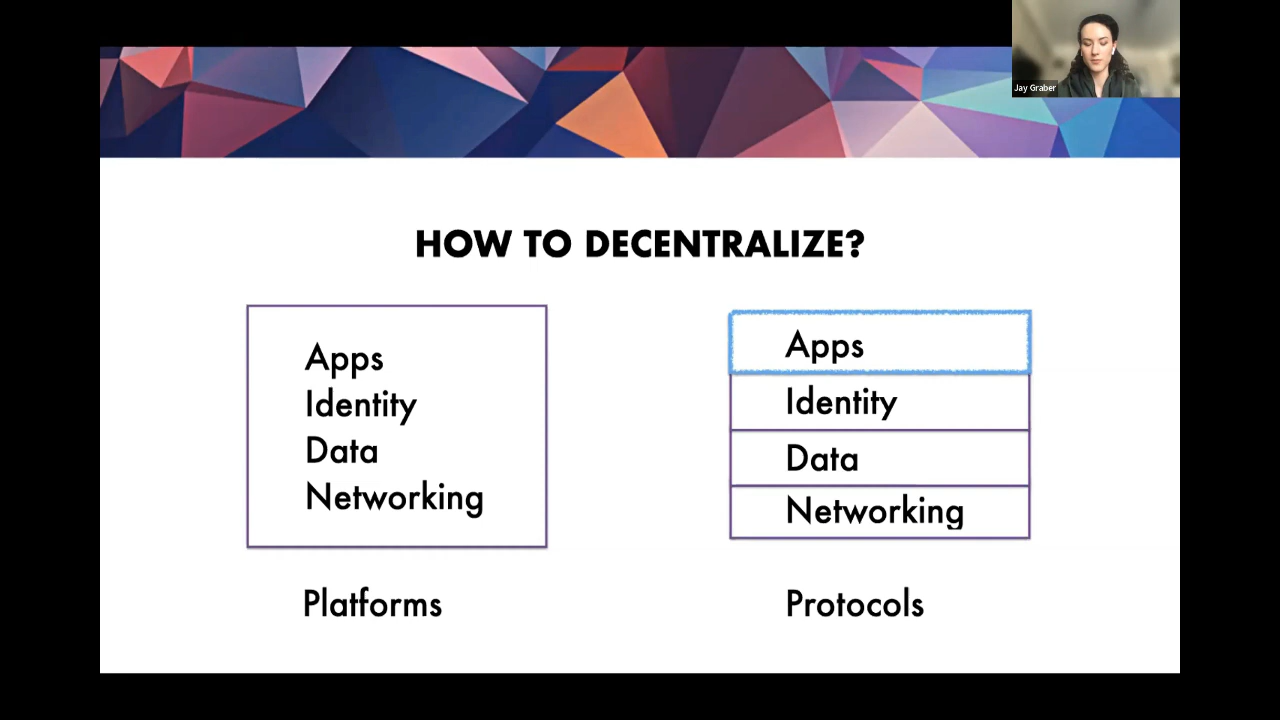 Jay Graber
HOW TO DECENTRALIZE?
Apps
Identity
Data
Networking
Platforms
Apps
Identity
Data
Networking
Protocols